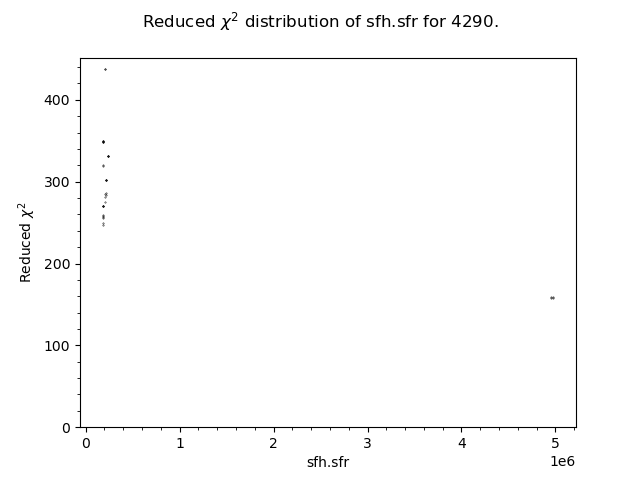 Reduced χ² distribution of sfh.sfr for 4290.
400
300
200
100
0
Reduced χ²
0 1 2 3 4 5
1e6
sfh.sfr